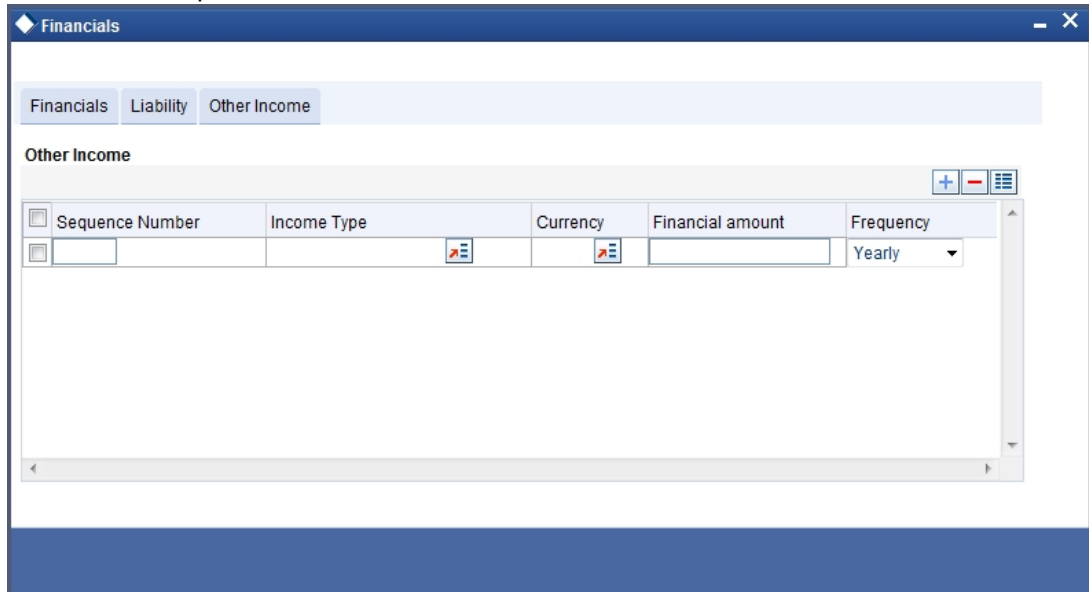 Financials
Financials Liability Other Income
Other Income
Sequence Number Income Type Currency Financial amount Frequency
Yearly